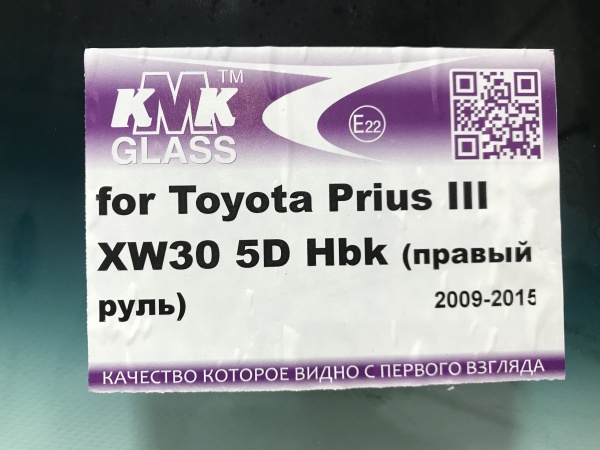 KMK™
GLASS
E22
for Toyota Prius III
XW30 5D Hbk (правый
руль)
2009-2015
КАЧЕСТВО КОТОРОЕ ВИДНО С ПЕРВОГО ВЗГЛЯДА